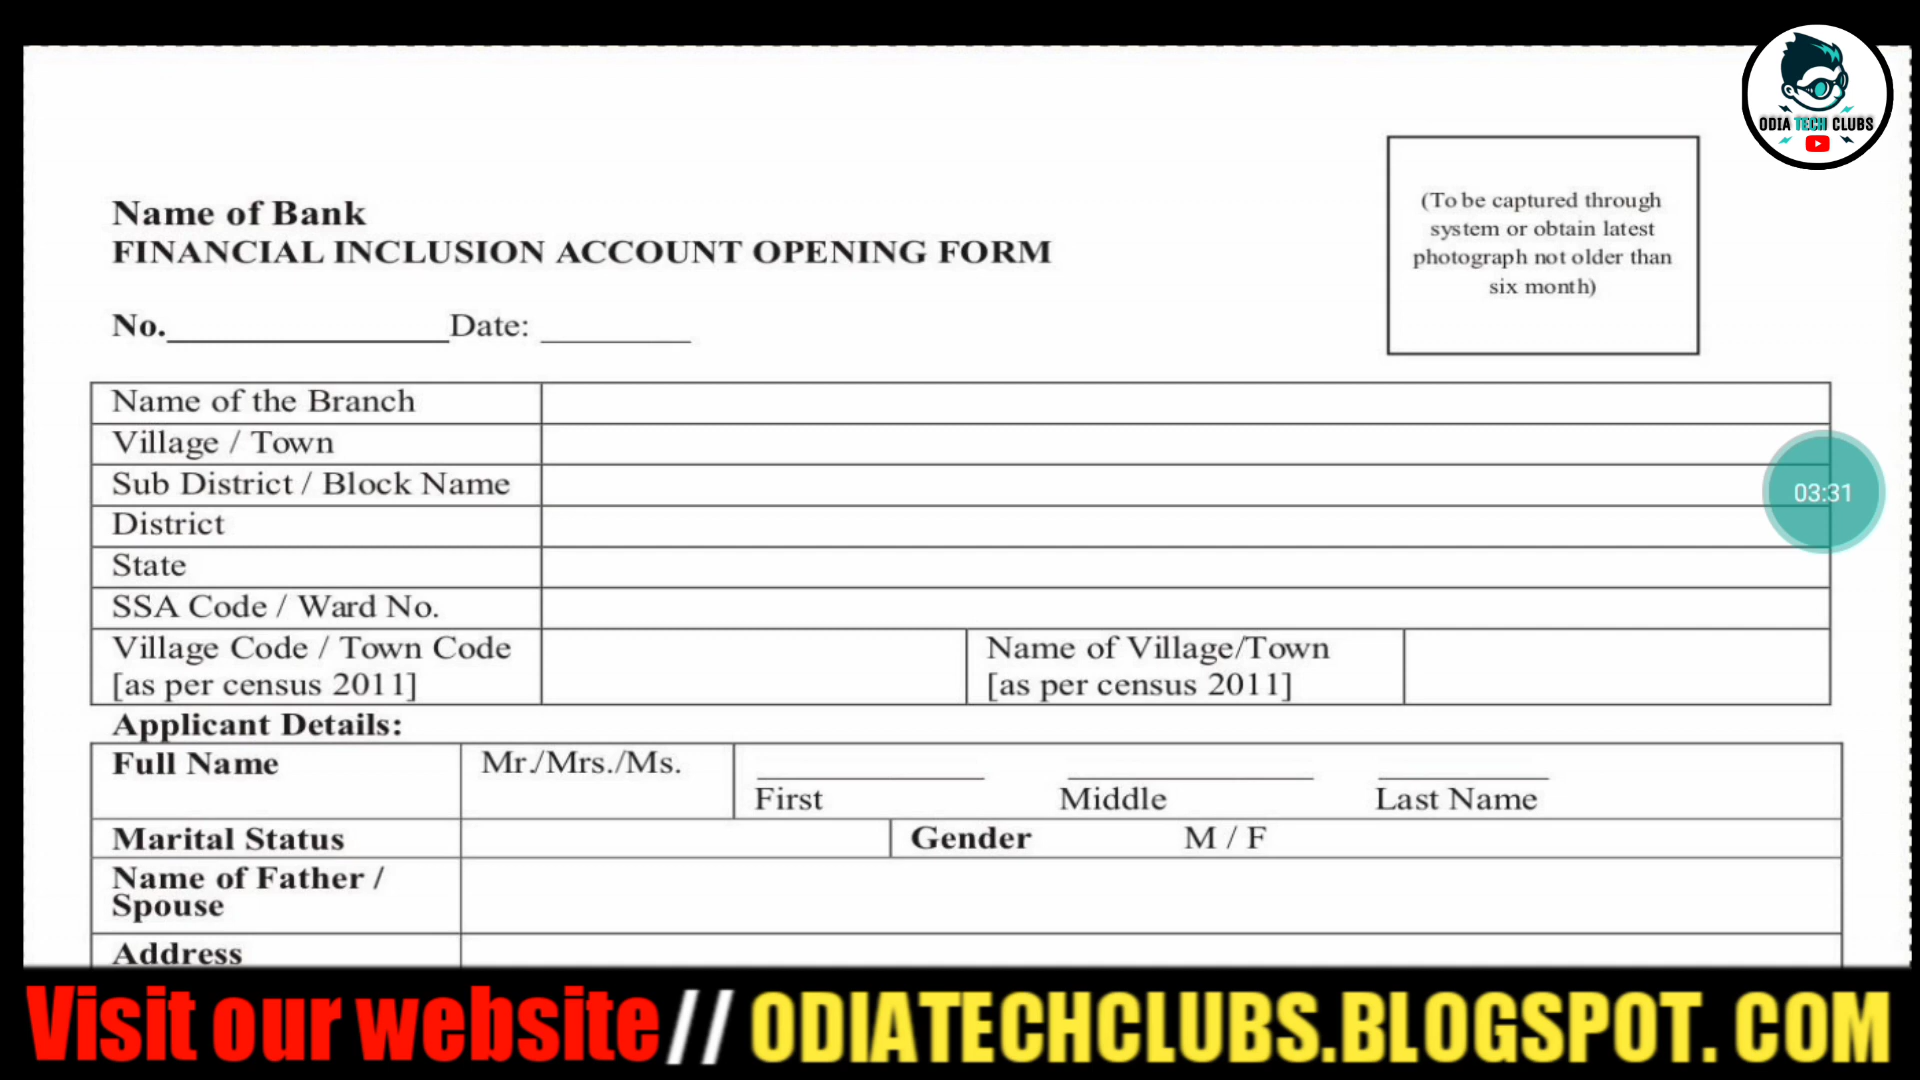 ODIA TECH CLUBS
(To be captured through
system or obtain latest
photograph not older than
six month)
Name of Bank
FINANCIAL INCLUSION ACCOUNT OPENING FORM
No.________________Date: _________
Name of the Branch
Village / Town
Sub District / Block Name
03:31
District
State
SSA Code / Ward No.
Village Code / Town Code
[as per census 2011]
Name of Village/Town
[as per census 2011]
Applicant Details:
Full Name Mr./Mrs./Ms.
First Middle Last Name
Marital Status Gender M / F
Name of Father /
Spouse
Address
Visit our website// ODIATECHCLUBS.BLOGSPOT. COM